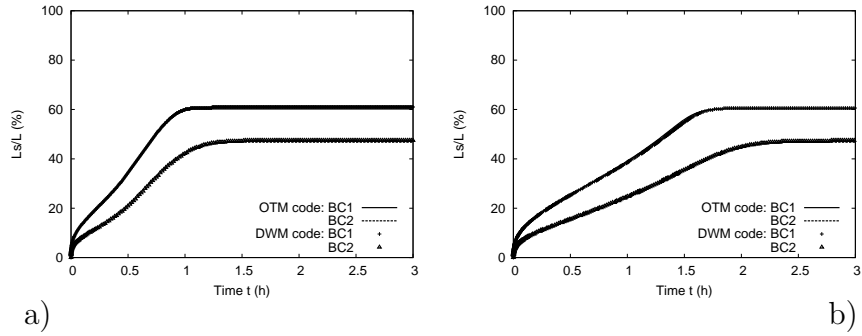 Ls/L (%)
100
80
60
40
20
0
0 0.5 1 1.5 2 2.5 3
Time t (h)
OTM code: BC1
BC2
DWM code: BC1
BC2
a)
Ls/L (%)
100
80
60
40
20
0
0 0.5 1 1.5 2 2.5 3
Time t (h)
OTM code: BC1
BC2
DWM code: BC1
BC2
b)